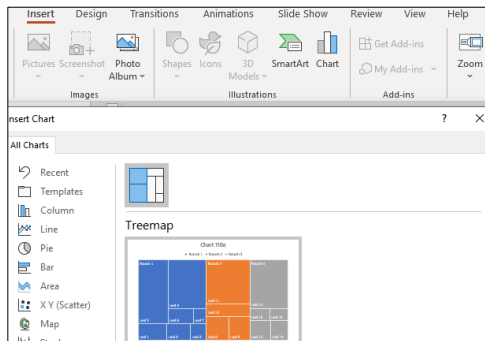 Insert Design Transitions Animations Slide Show Review View Help
Pictures Screenshot Photo Album
Shapes Icons 3D Models SmartArt Chart
Get Add-ins
My Add-ins
Zoom
Images Illustrations Add-ins
nsert Chart ?
All Charts
Recent
Templates
Column
Line
Pie
Bar
Area
X Y (Scatter)
Map
Treemap
Chart Title